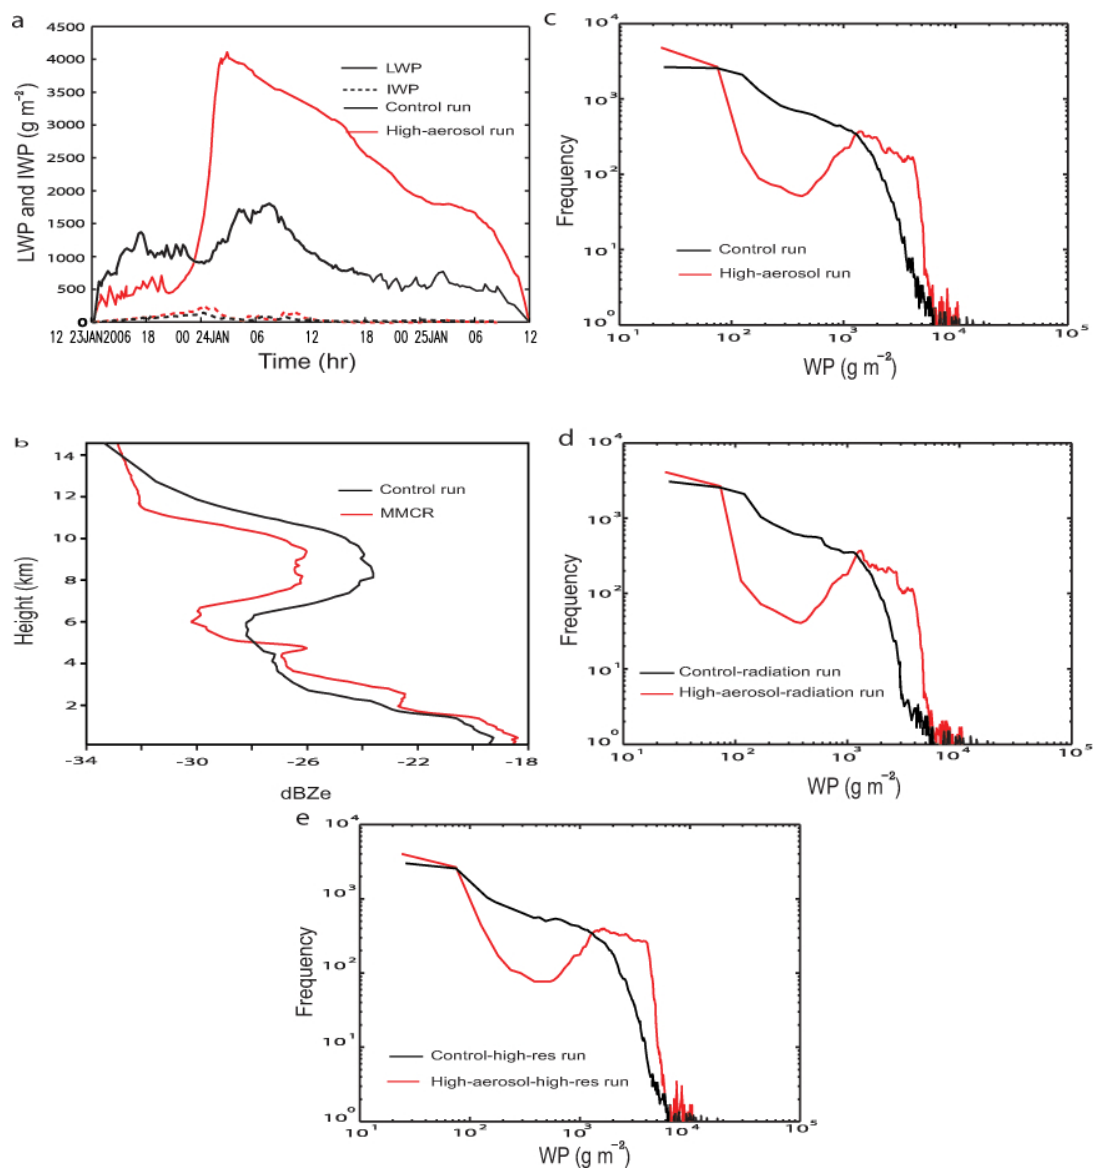 a
4500
4000
3500
3000
2500
2000
1500
1000
500
0
LWP and IWP (g m⁻²)
LWP
IWP
Control run
High-aerosol run
12 23JAN2006 18 00 24JAN 06 12 18 00 25JAN 06 12
Time (hr)
c
10⁴
10³
10²
10¹
10⁰
Frequency
Control run
High-aerosol run
10¹ 10² 10³ 10⁴ 10⁵
WP (g m⁻²)
b
14
12
10
8
6
4
2
Height (km)
Control run
MMCR
-34 -30 -26 -22 -18
dBZe
d
10⁴
10³
10²
10¹
10⁰
Frequency
Control-radiation run
High-aerosol-radiation run
10¹ 10² 10³ 10⁴ 10⁵
WP (g m⁻²)
e
10⁴
10³
10²
10¹
10⁰
Frequency
Control-high-res run
High-aerosol-high-res run
10¹ 10² 10³ 10⁴ 10⁵
WP (g m⁻²)